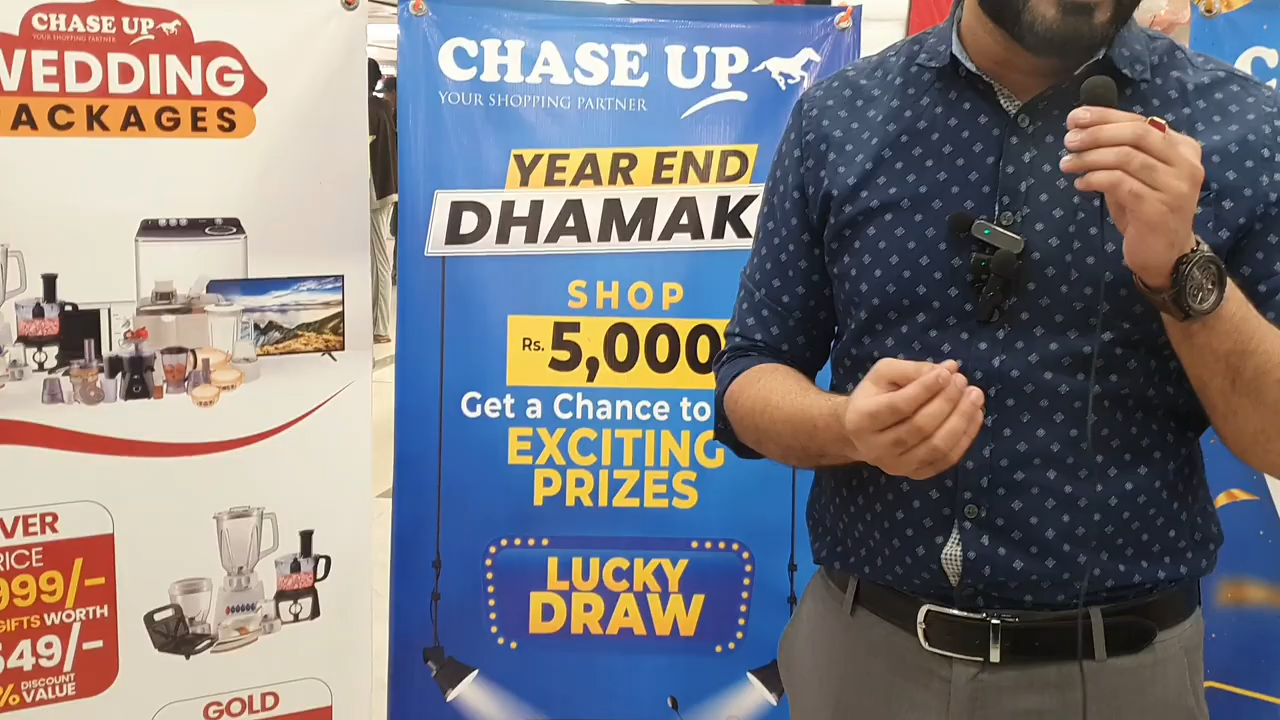 CHASE UP
YOUR SHOPPING PARTNER
WEDDING
ACKAGES
VER
RICE
999/-
GIFTS WORTH
549/-
% DISCOUNT
VALUE
GOLD
CHASE UP
YOUR SHOPPING PARTNER
YEAR END
DHAMAK
SHOP
Rs. 5,000
Get a Chance to
EXCITING
PRIZES
LUCKY
DRAW
C